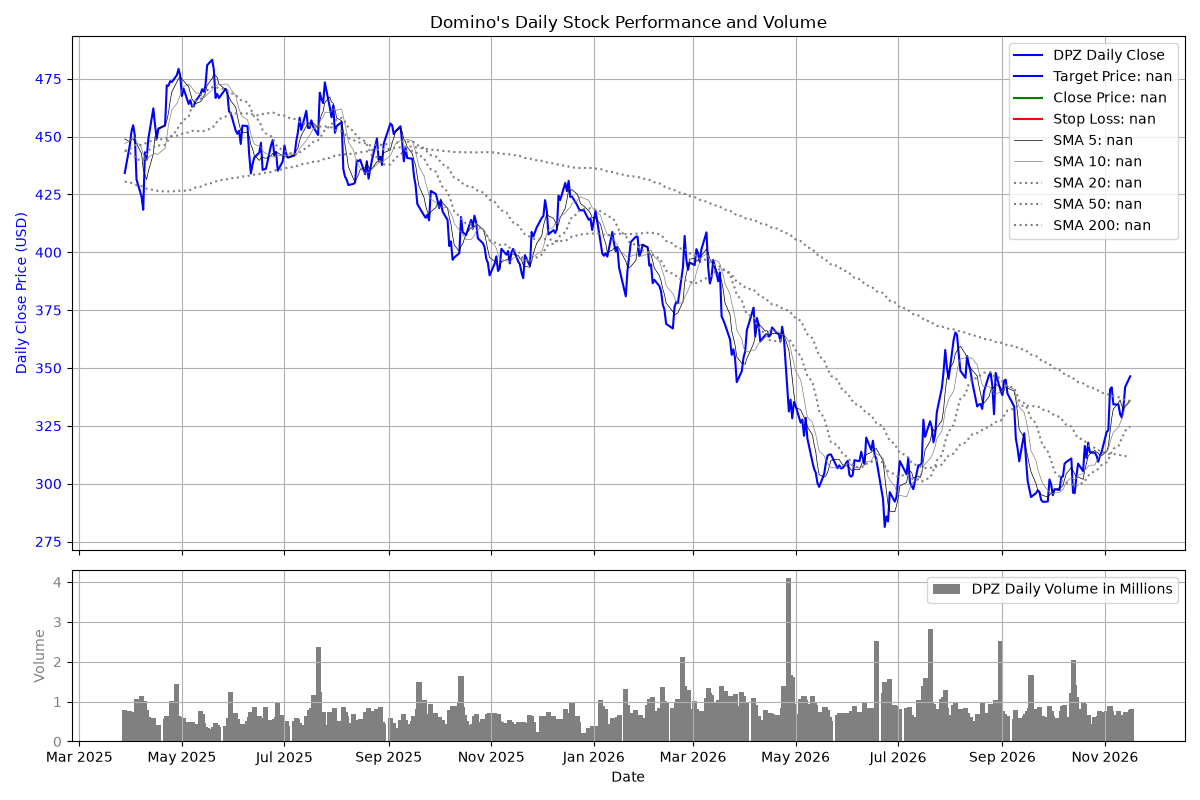 Domino's Daily Stock Performance and Volume
DPZ Daily Close
Target Price: nan
Close Price: nan
Stop Loss: nan
SMA 5: nan
SMA 10: nan
SMA 20: nan
SMA 50: nan
SMA 200: nan
Daily Close Price (USD)
475
450
425
400
375
350
325
300
275
DPZ Daily Volume in Millions
Volume
4
3
2
1
0
Mar 2025 May 2025 Jul 2025 Sep 2025 Nov 2025 Jan 2026 Mar 2026 May 2026 Jul 2026 Sep 2026 Nov 2026
Date